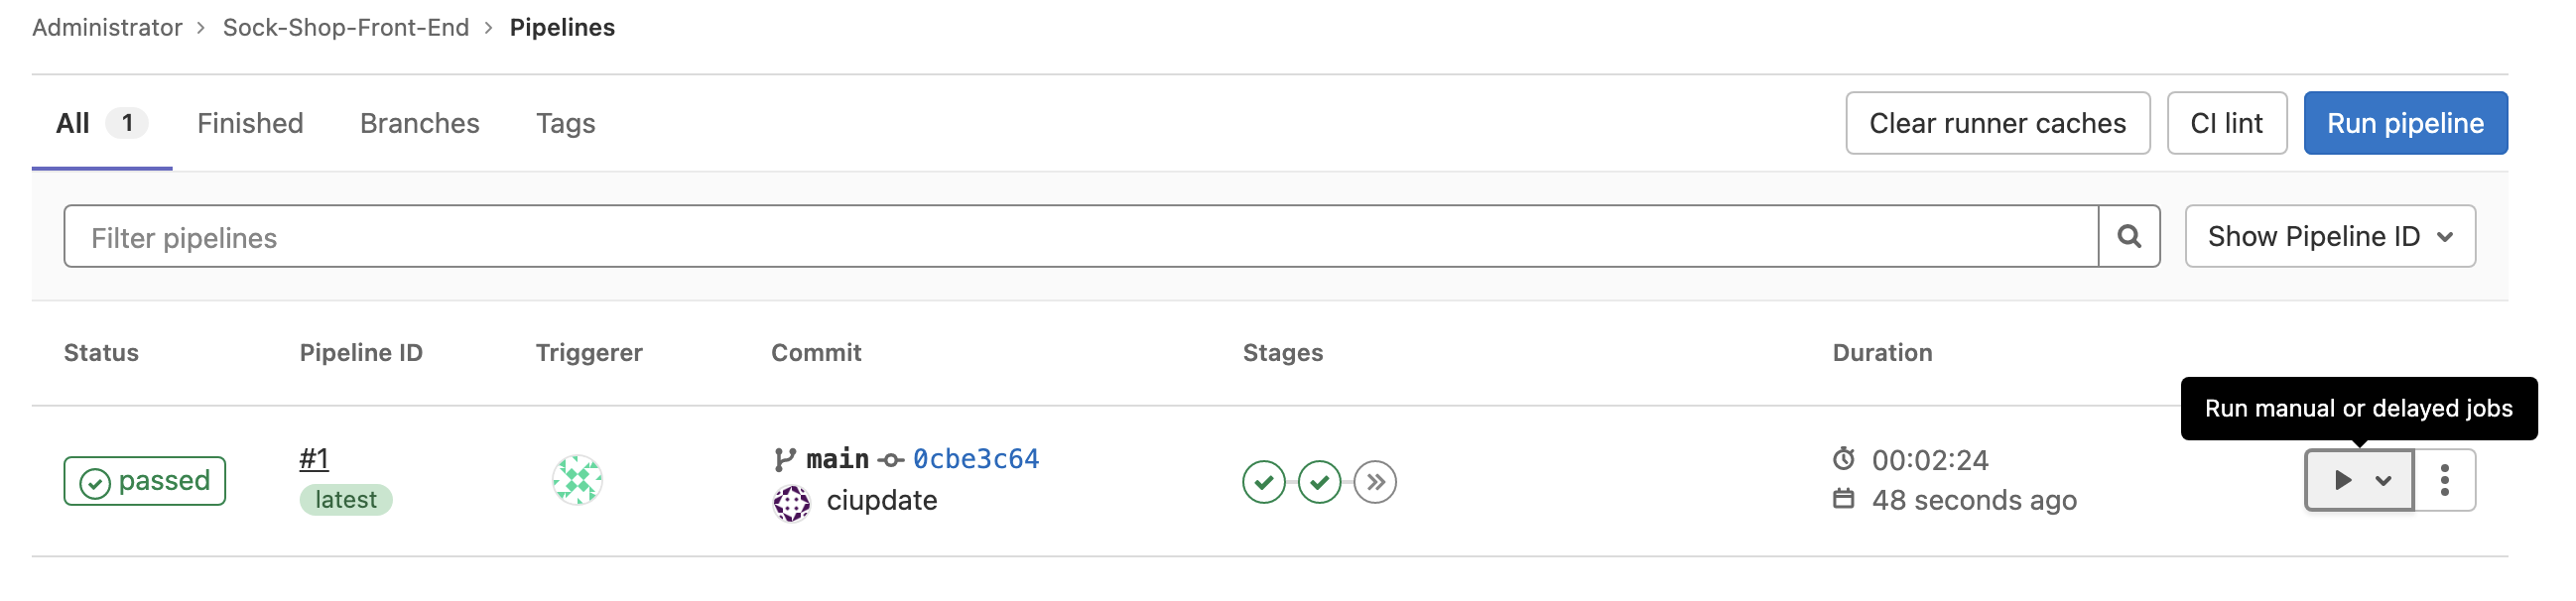 Administrator > Sock-Shop-Front-End > Pipelines
All 1 Finished Branches Tags Clear runner caches CI lint Run pipeline
Filter pipelines Show Pipeline ID
Status Pipeline ID Triggerer Commit Stages Duration
Run manual or delayed jobs
passed #1 main 0cbe3c64 00:02:24
latest ciupdate 48 seconds ago